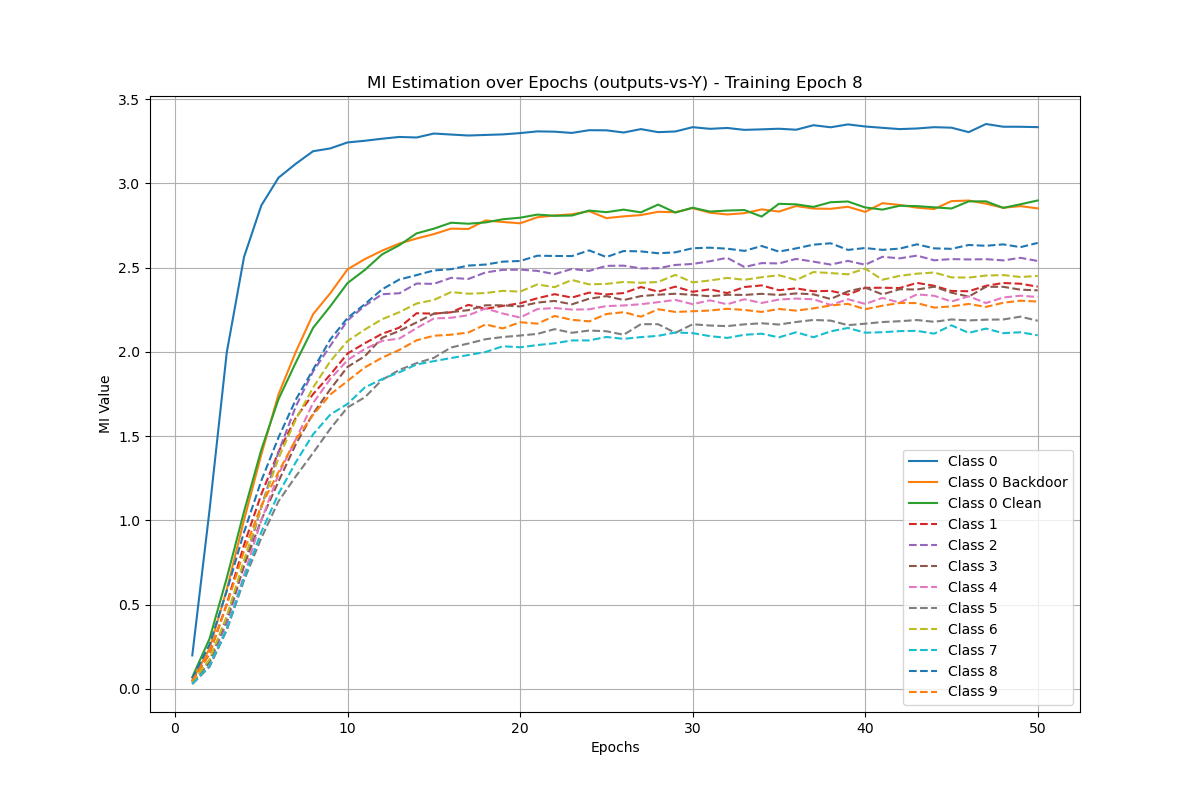 MI Estimation over Epochs (outputs-vs-Y) - Training Epoch 8
3.5
3.0
2.5
2.0
1.5
1.0
0.5
0.0
MI Value
0 10 20 30 40 50
Epochs
Class 0
Class 0 Backdoor
Class 0 Clean
Class 1
Class 2
Class 3
Class 4
Class 5
Class 6
Class 7
Class 8
Class 9